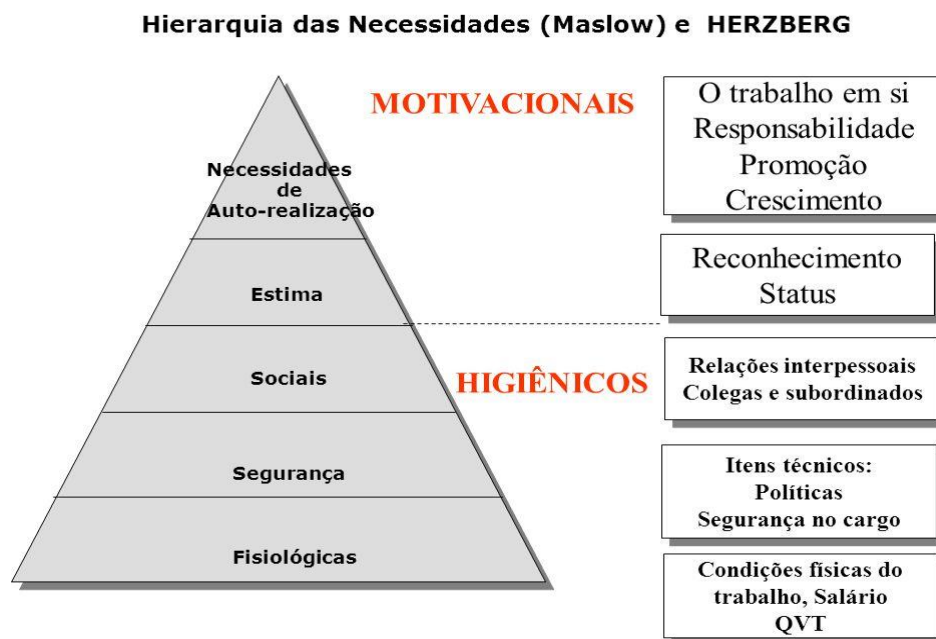 Hierarquia das Necessidades (Maslow) e HERZBERG
MOTIVACIONAIS
O trabalho em si
Responsabilidade
Promoção
Crescimento
Necessidades
de
Auto-realização
Reconhecimento
Status
Estima
HIGIÊNICOS
Relações interpessoais
Colegas e subordinados
Sociais
Itens técnicos:
Políticas
Segurança no cargo
Segurança
Condições físicas do
trabalho, Salário
QVT
Fisiológicas